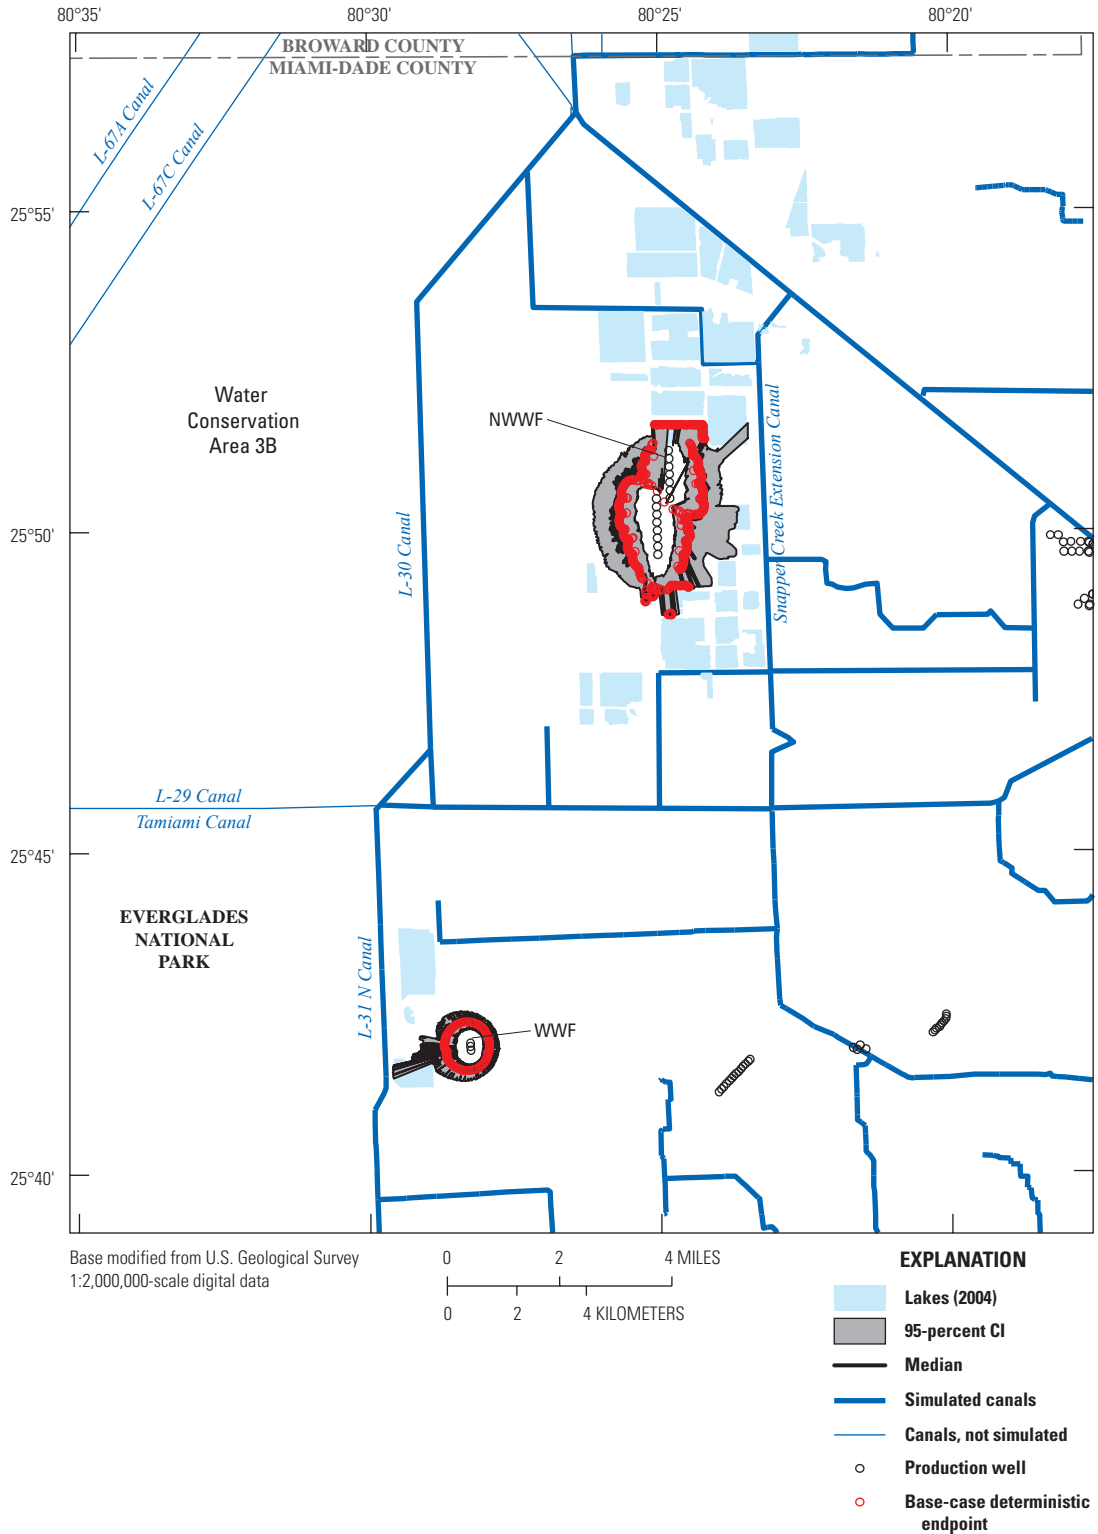 80°35'
80°30'
80°25'
80°20'
BROWARD COUNTY
MIAMI-DADE COUNTY
L-67A Canal
L-67C Canal
25°55'
Water
Conservation
Area 3B
NWWF
Snapper Creek Extension Canal
25°50'
L-30 Canal
L-29 Canal
Tamiami Canal
25°45'
EVERGLADES
NATIONAL
PARK
L-31 N Canal
WWF
25°40'
Base modified from U.S. Geological Survey
1:2,000,000-scale digital data
0 2 4 MILES
0 2 4 KILOMETERS
EXPLANATION
Lakes (2004)
95-percent CI
Median
Simulated canals
Canals, not simulated
Production well
Base-case deterministic
endpoint